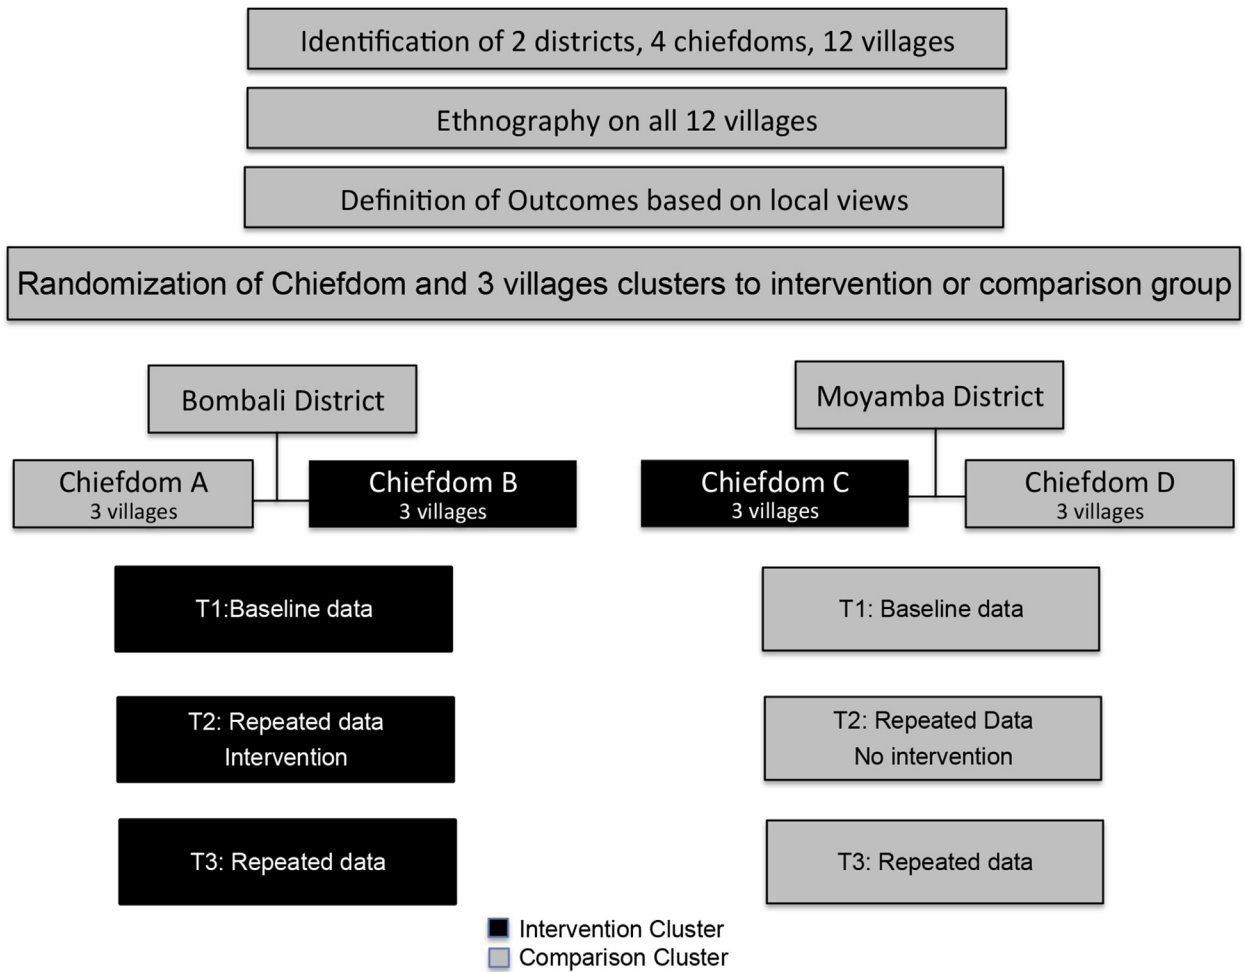 Identification of 2 districts, 4 chiefdoms, 12 villages
Ethnography on all 12 villages
Definition of Outcomes based on local views
Randomization of Chiefdom and 3 villages clusters to intervention or comparison group
Bombali District
Moyamba District
Chiefdom A
3 villages
Chiefdom B
3 villages
Chiefdom C
3 villages
Chiefdom D
3 villages
T1:Baseline data
T1: Baseline data
T2: Repeated data
Intervention
T2: Repeated Data
No intervention
T3: Repeated data
T3: Repeated data
Intervention Cluster
Comparison Cluster